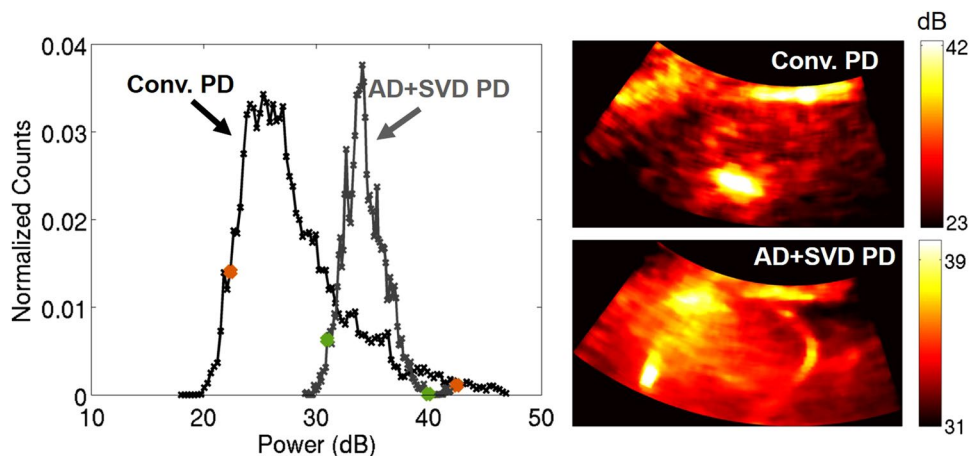 0.04
0.03
0.02
0.01
0
10
20
30
40
50
Normalized Counts
Power (dB)
Conv. PD
AD+SVD PD
dB
Conv. PD
42
23
AD+SVD PD
39
31